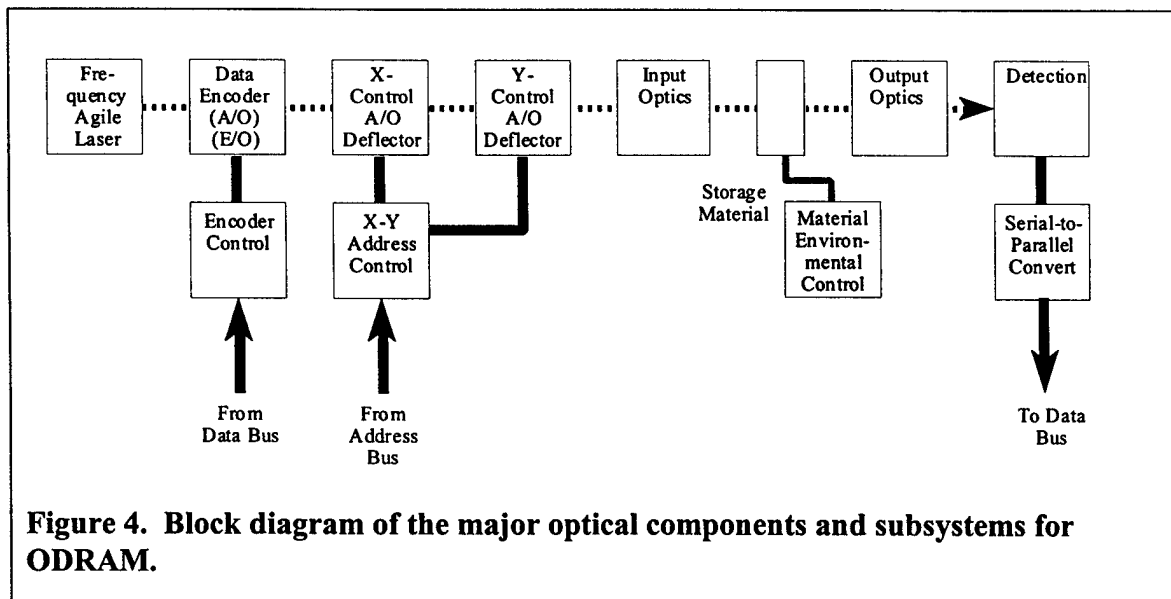 Fre-
quency
Agile
Laser
Data
Encoder
(A/O)
(E/O)
X-
Control
A/O
Deflector
Y-
Control
A/O
Deflector
Input
Optics
Output
Optics
Detection
Storage
Material
Encoder
Control
X-Y
Address
Control
Material
Environ-
mental
Control
Serial-to-
Parallel
Convert
From
Data Bus
From
Address
Bus
To Data
Bus
Figure 4. Block diagram of the major optical components and subsystems for
ODRAM.